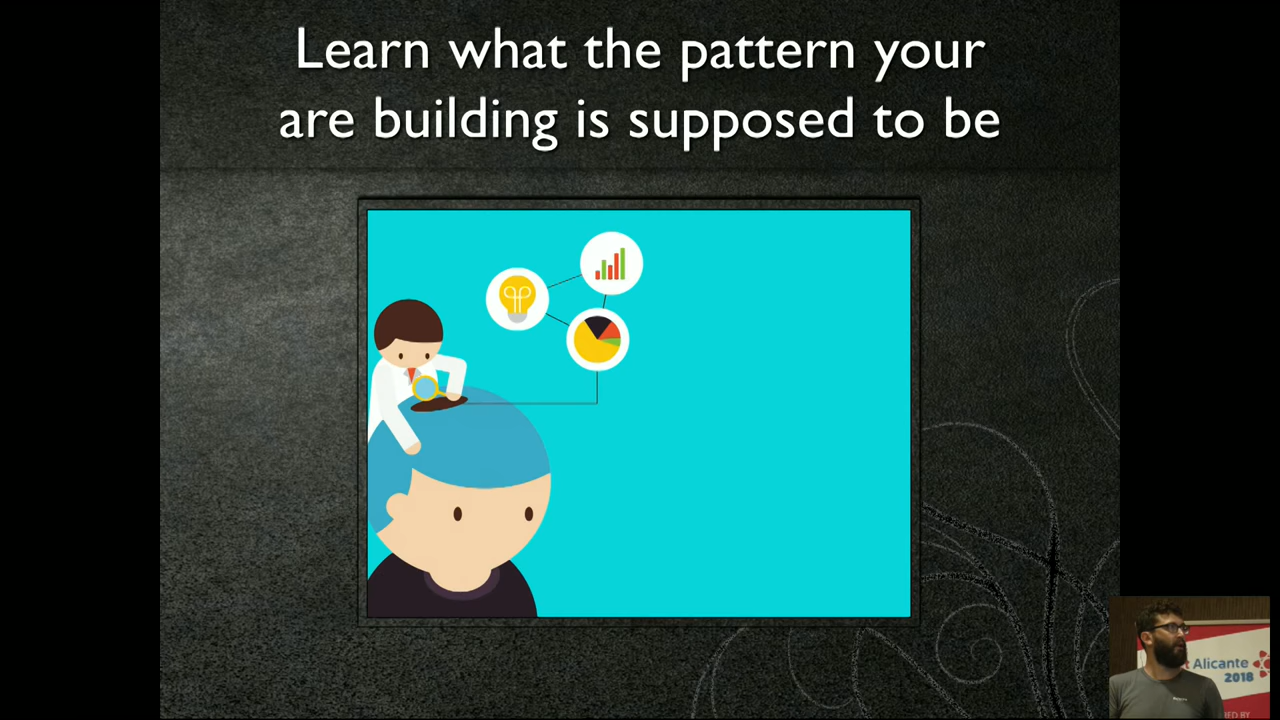 Learn what the pattern your
are building is supposed to be
Alicante
2018